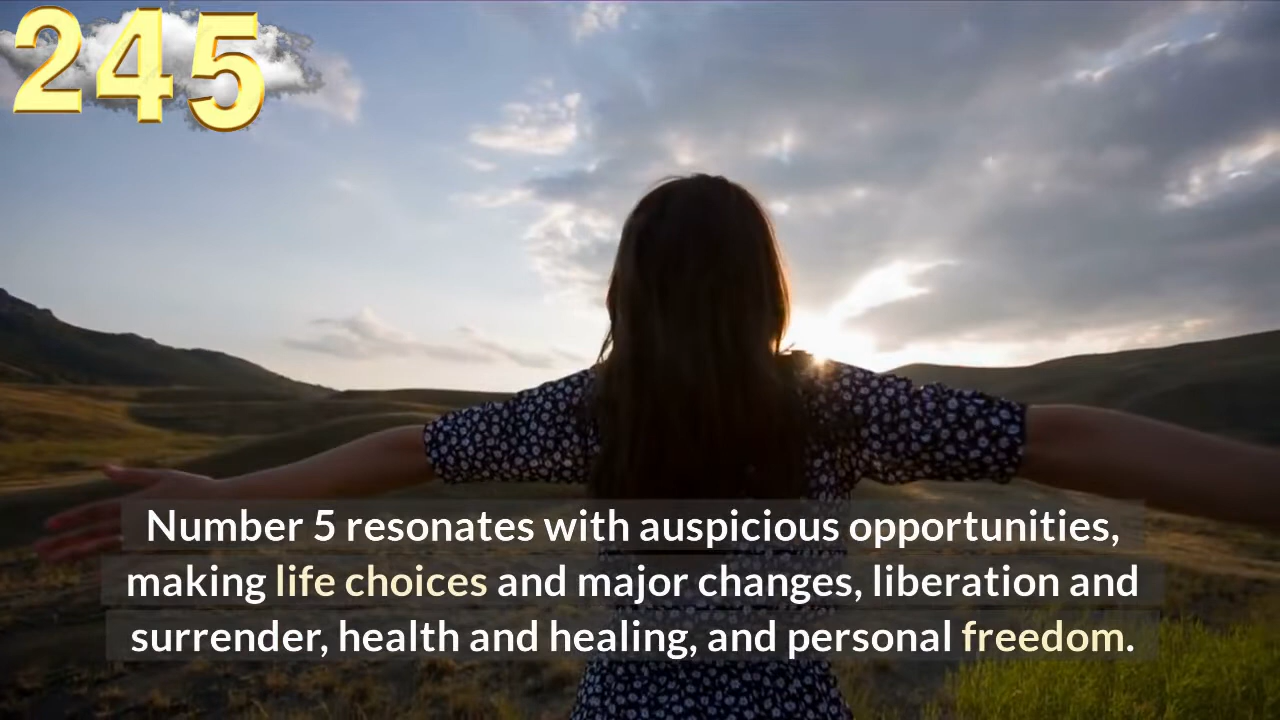 245
Number 5 resonates with auspicious opportunities,
making life choices and major changes, liberation and
surrender, health and healing, and personal freedom.